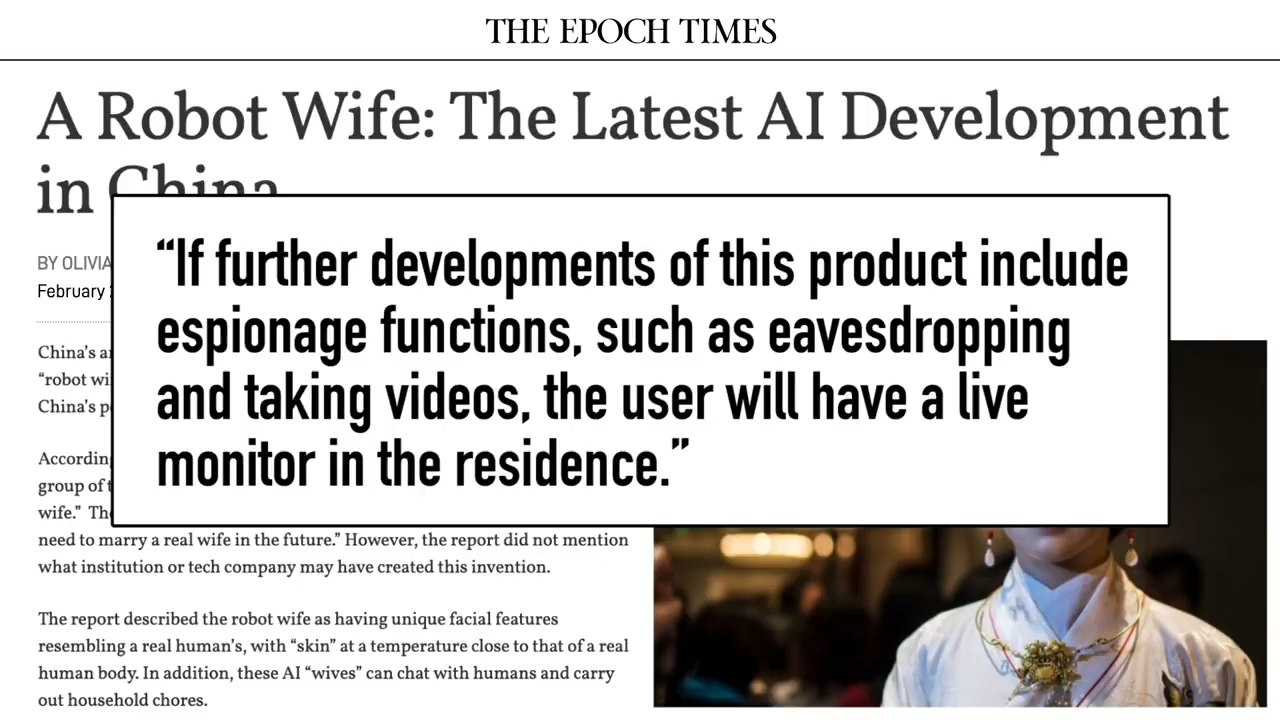 THE EPOCH TIMES
A Robot Wife: The Latest AI Development
in China
BY OLIVIA
February
“If further developments of this product include
espionage functions, such as eavesdropping
and taking videos, the user will have a live
monitor in the residence.”
China’s
“robot
China’s
According
group of
wife.”
need to marry a real wife in the future.” However, the report did not mention
what institution or tech company may have created this invention.
The report described the robot wife as having unique facial features
resembling a real human’s, with “skin” at a temperature close to that of a real
human body. In addition, these AI “wives” can chat with humans and carry
out household chores.